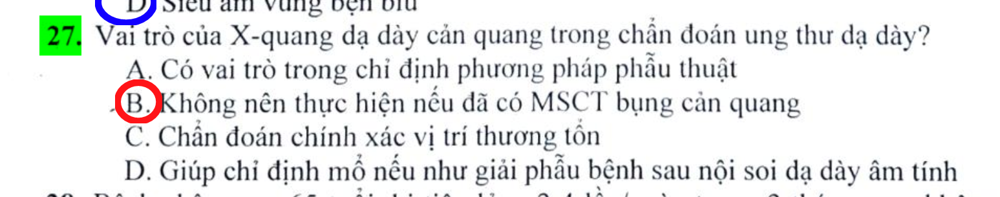 D. Siêu âm vùng bẹn bìu
27. Vai trò của X-quang dạ dày cản quang trong chẩn đoán ung thư dạ dày?
A. Có vai trò trong chỉ định phương pháp phẫu thuật
B. Không nên thực hiện nếu đã có MSCT bụng cản quang
C. Chẩn đoán chính xác vị trí thương tổn
D. Giúp chỉ định mổ nếu như giải phẫu bệnh sau nội soi dạ dày âm tính